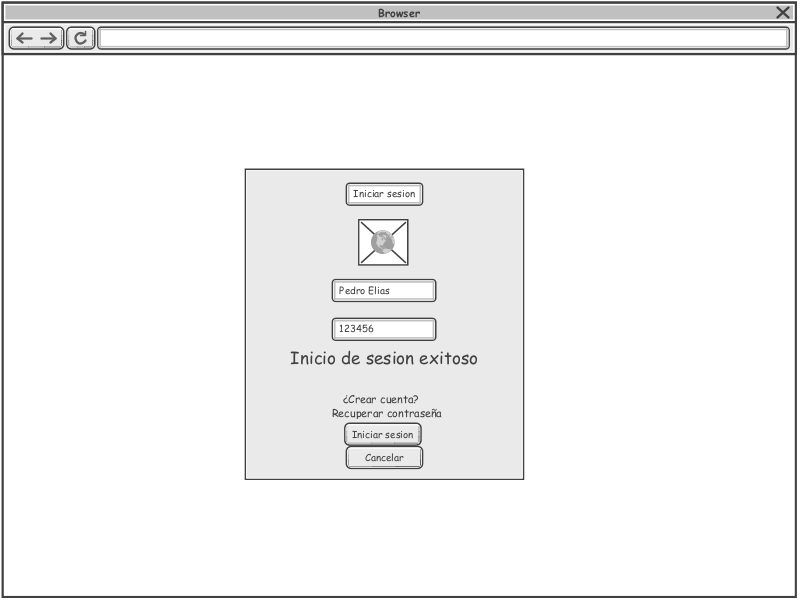 Browser
Iniciar sesion
Pedro Elias
123456
Inicio de sesion exitoso
¿Crear cuenta?
Recuperar contraseña
Iniciar sesion
Cancelar